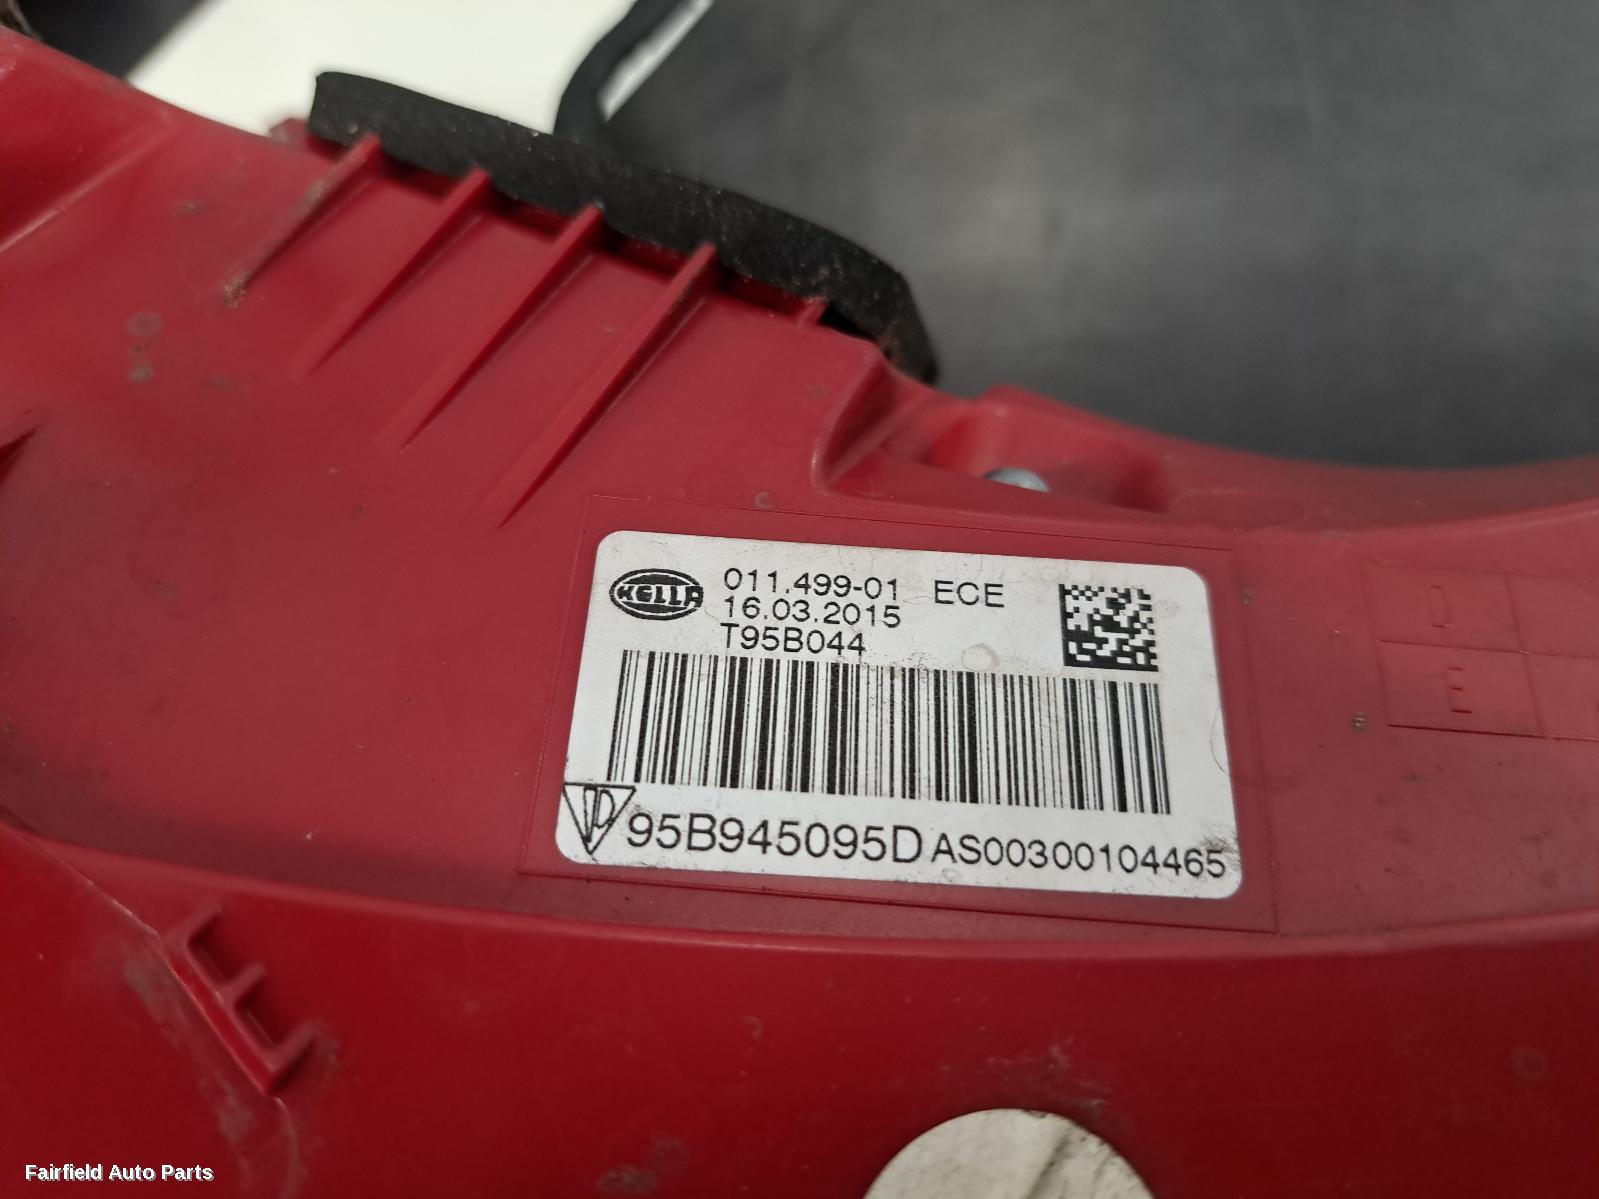 HELLA
011.499-01 ECE
16.03.2015
T95B044
95B945095D AS00300104465
D
E
Fairfield Auto Parts